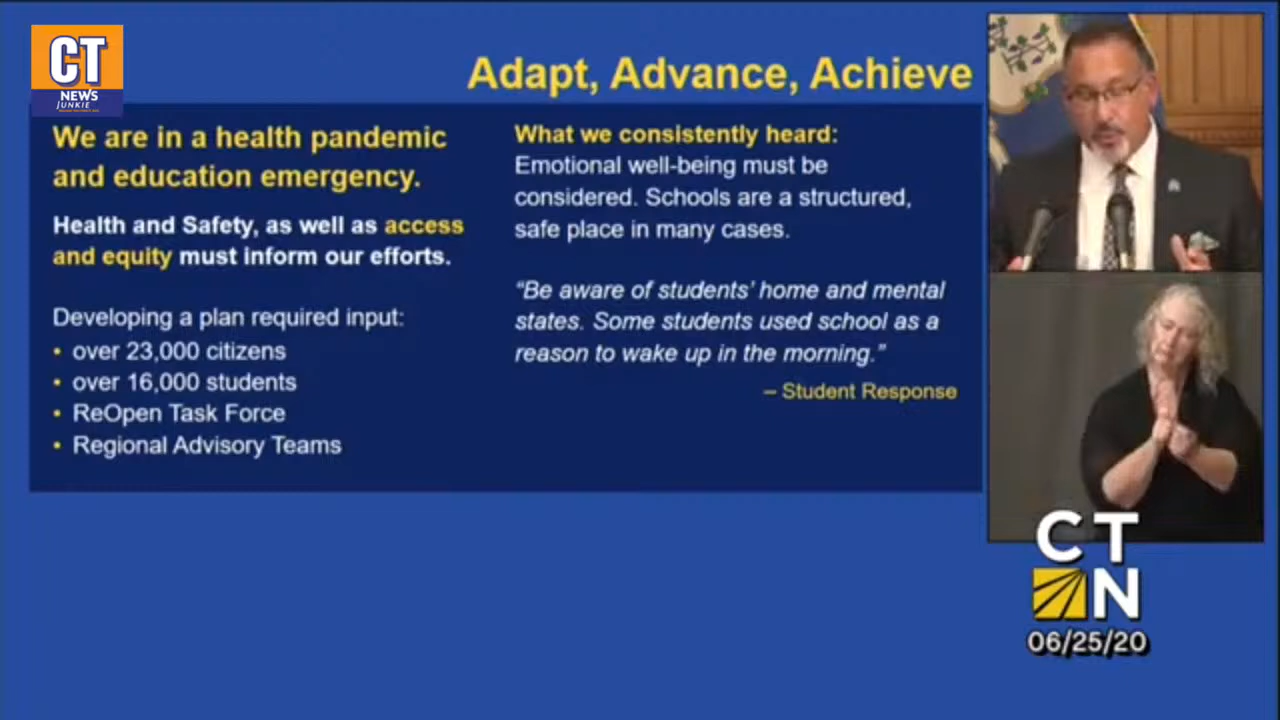 CT
NEWS
JUNKIE
Adapt, Advance, Achieve
We are in a health pandemic
and education emergency.
Health and Safety, as well as access
and equity must inform our efforts.
Developing a plan required input:
• over 23,000 citizens
• over 16,000 students
• ReOpen Task Force
• Regional Advisory Teams
What we consistently heard:
Emotional well-being must be
considered. Schools are a structured,
safe place in many cases.
“Be aware of students’ home and mental
states. Some students used school as a
reason to wake up in the morning.”
– Student Response
CT
N
06/25/20